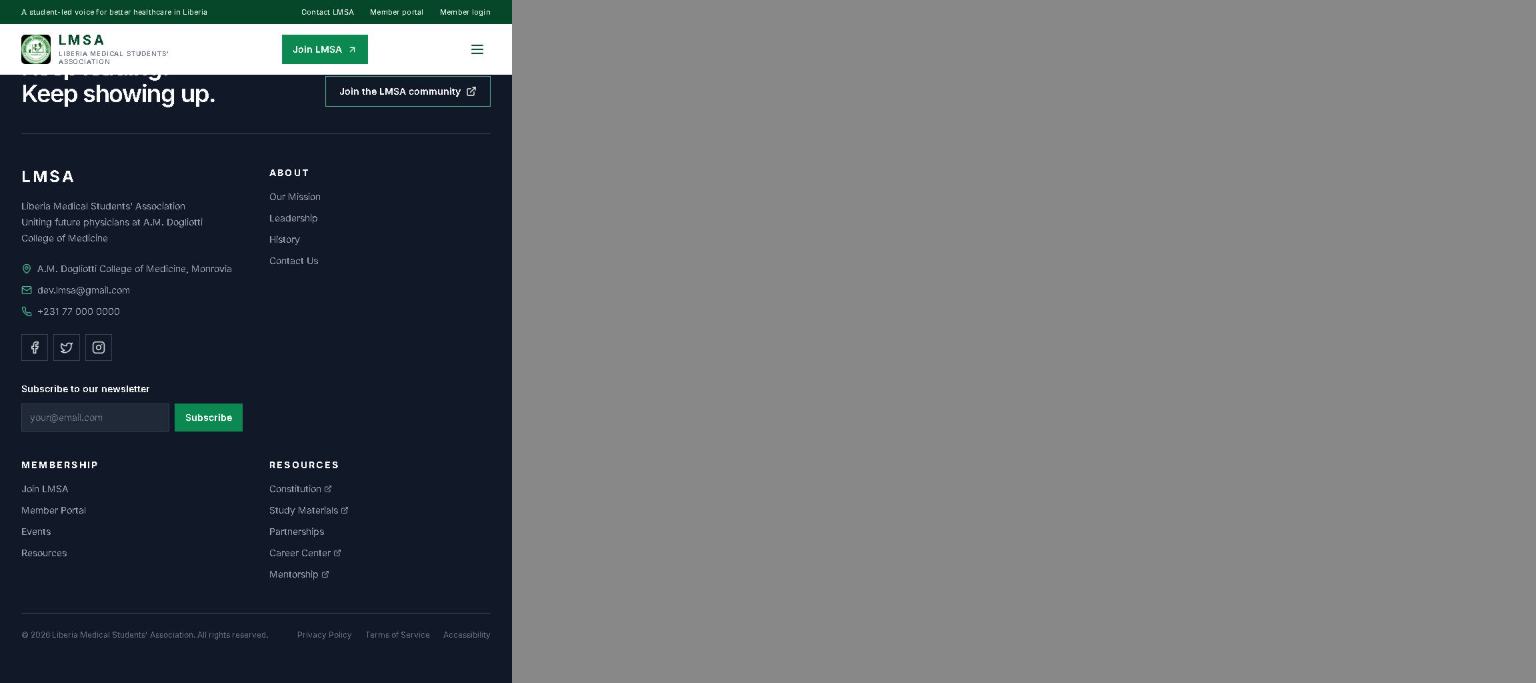 A student-led voice for better healthcare in Liberia
Contact LMSA
Member portal
Member login
LMSA
LIBERIA MEDICAL STUDENTS'
ASSOCIATION
Join LMSA
Keep leading.
Keep showing up.
Join the LMSA community
LMSA
Liberia Medical Students' Association
Uniting future physicians at A.M. Dogliotti
College of Medicine
A.M. Dogliotti College of Medicine, Monrovia
dev.lmsa@gmail.com
+231 77 000 0000
Subscribe to our newsletter
your@email.com
Subscribe
ABOUT
Our Mission
Leadership
History
Contact Us
MEMBERSHIP
Join LMSA
Member Portal
Events
Resources
RESOURCES
Constitution
Study Materials
Partnerships
Career Center
Mentorship
© 2026 Liberia Medical Students' Association. All rights reserved.
Privacy Policy
Terms of Service
Accessibility